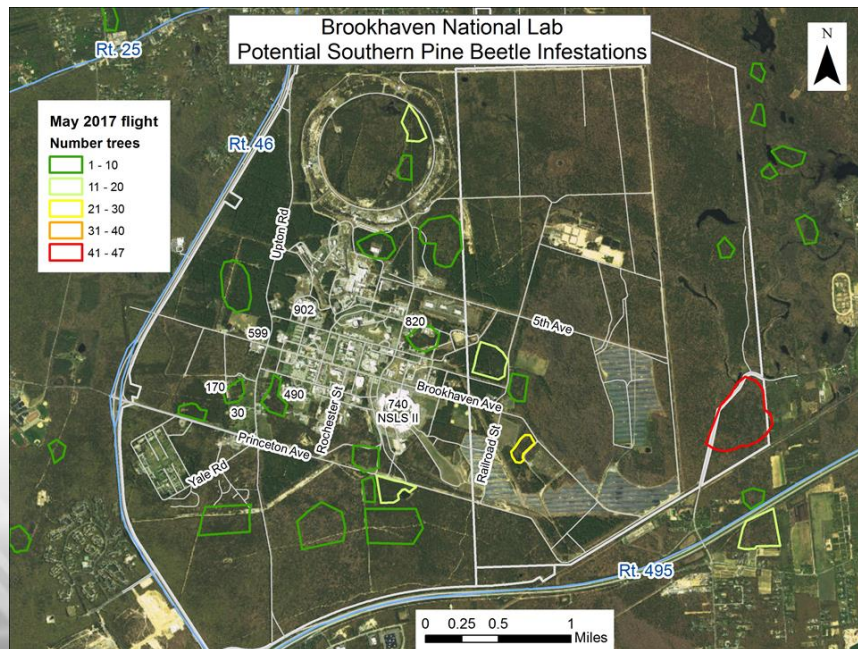 Brookhaven National Lab
Potential Southern Pine Beetle Infestations
N
Rt. 25
May 2017 flight
Number trees
1 - 10
11 - 20
21 - 30
31 - 40
41 - 47
Rt. 46
Upton Rd
902
599
820
5th Ave
170
30
490
Rochester St
740
NSLS II
Brookhaven Ave
Railroad St
Princeton Ave
Yale Rd
Rt. 495
0 0.25 0.5 1
Miles